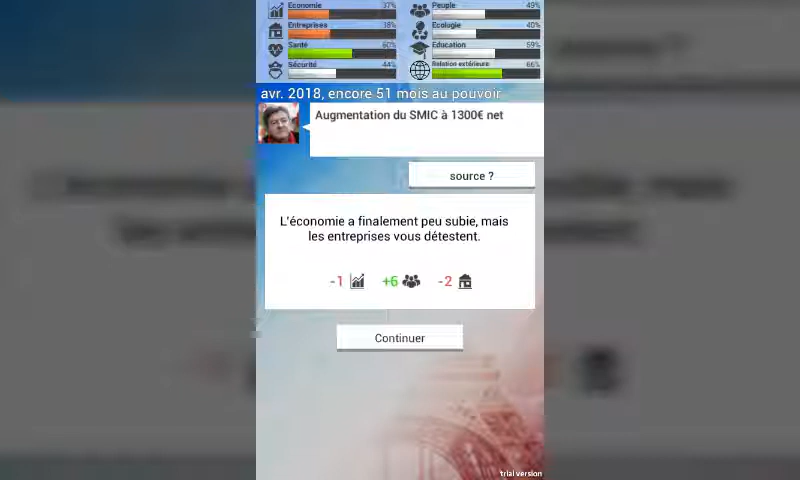 Economie 37%
Peuple 49%
Entreprises 38%
Ecologie 40%
Santé 60%
Education 59%
Sécurité 44%
Relation extérieure 66%
avr. 2018, encore 51 mois au pouvoir
Augmentation du SMIC à 1300€ net
source ?
L'économie a finalement peu subie, mais
les entreprises vous détestent.
-1 +6 -2
Continuer
trial version